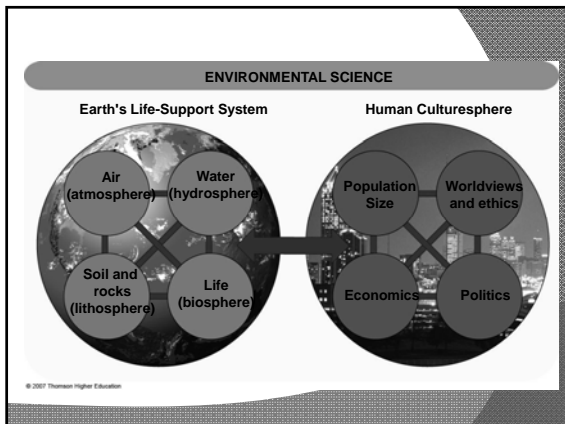 ENVIRONMENTAL SCIENCE
Earth's Life-Support System
Human Culturesphere
Air
(atmosphere)
Water
(hydrosphere)
Soil and
rocks
(lithosphere)
Life
(biosphere)
Population
Size
Worldviews
and ethics
Economics
Politics
© 2007 Thomson Higher Education